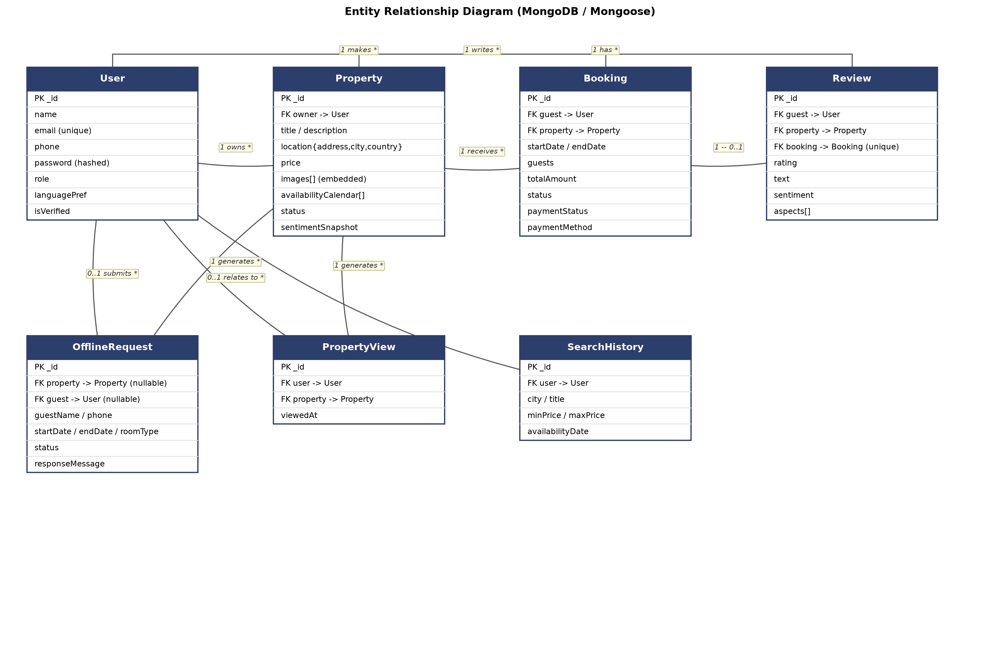 Entity Relationship Diagram (MongoDB / Mongoose)
1 makes *
1 writes *
1 has *
User
PK _id
name
email (unique)
phone
password (hashed)
role
languagePref
isVerified
1 owns *
Property
PK _id
FK owner -> User
title / description
location{address,city,country}
price
images[] (embedded)
availabilityCalendar[]
status
sentimentSnapshot
1 receives *
Booking
PK _id
FK guest -> User
FK property -> Property
startDate / endDate
guests
totalAmount
status
paymentStatus
paymentMethod
1 -- 0..1
Review
PK _id
FK guest -> User
FK property -> Property
FK booking -> Booking (unique)
rating
text
sentiment
aspects[]
0..1 submits *
1 generates *
0..1 relates to *
1 generates *
OfflineRequest
PK _id
FK property -> Property (nullable)
FK guest -> User (nullable)
guestName / phone
startDate / endDate / roomType
status
responseMessage
PropertyView
PK _id
FK user -> User
FK property -> Property
viewedAt
SearchHistory
PK _id
FK user -> User
city / title
minPrice / maxPrice
availabilityDate